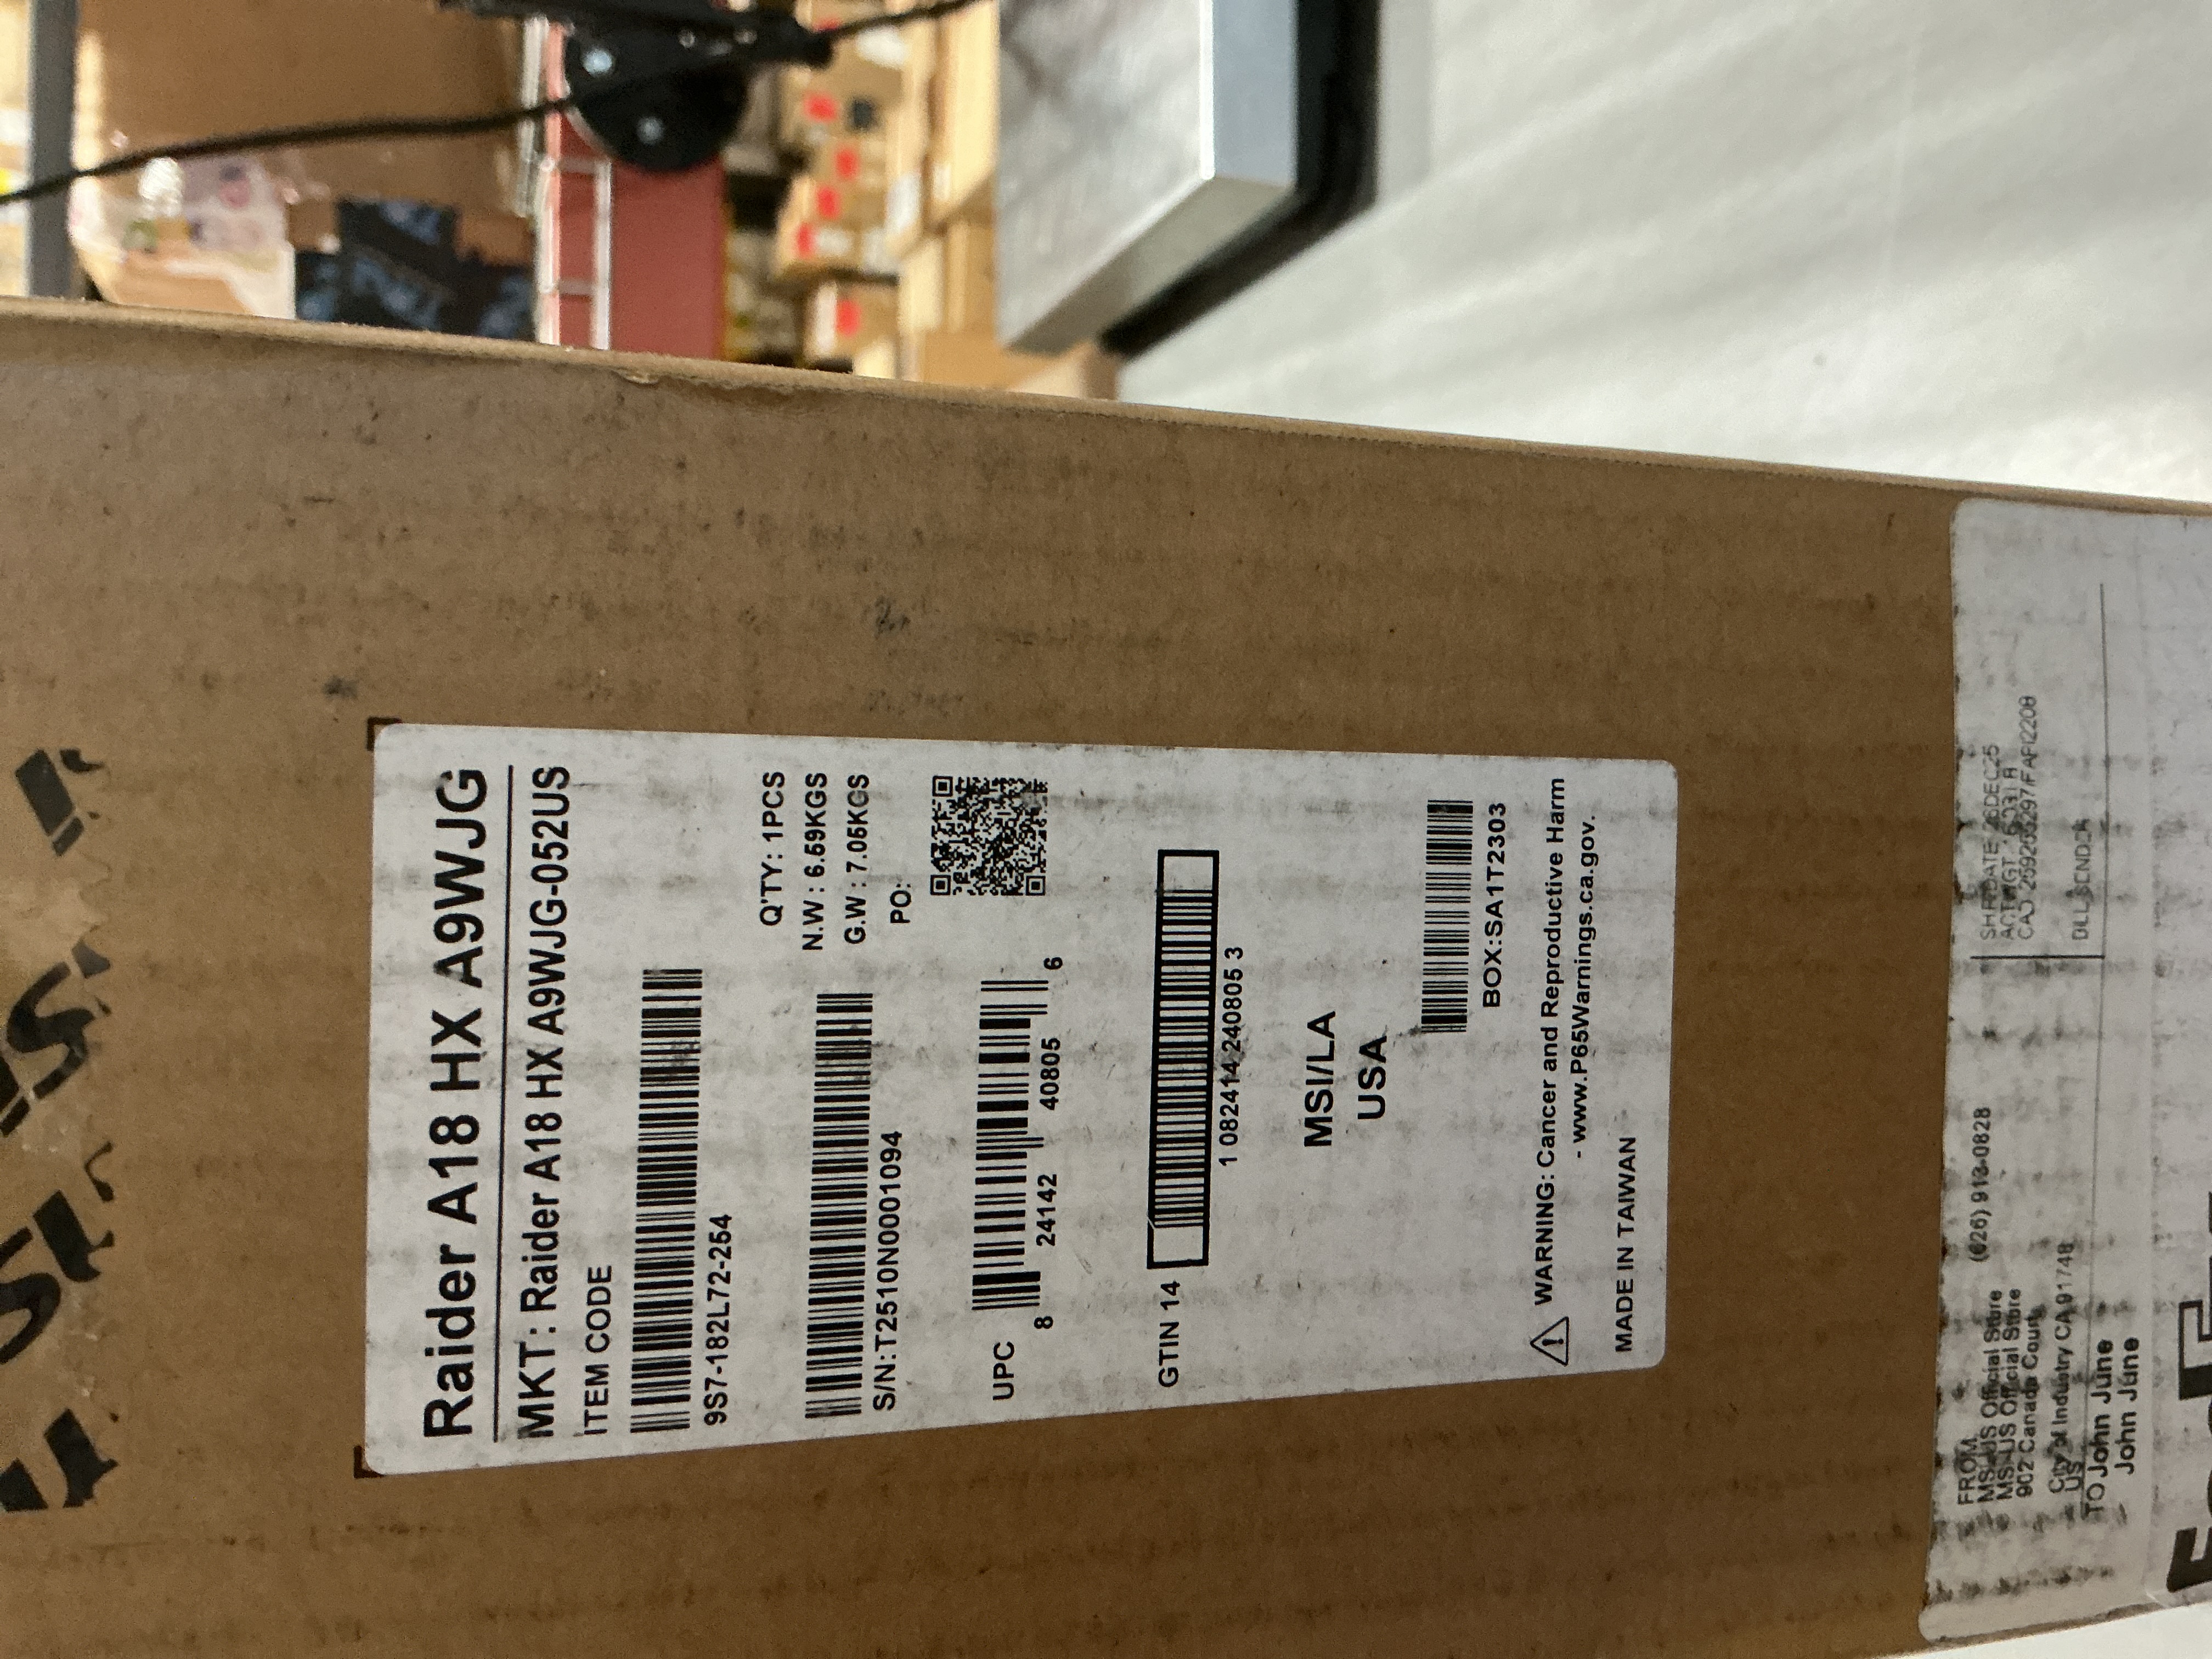 Raider A18 HX A9WJG
MKT: Raider A18 HX A9WJG-052US
ITEM CODE
9S7-182L72-254
Q'TY: 1PCS
N.W : 6.59KGS
S/N:T2510N0001094
G.W : 7.05KGS
PO:
UPC
8 24142 40805 6
GTIN 14
1 0824142 40805 3
MSI/LA
USA
BOX:SA1T2303
WARNING: Cancer and Reproductive Harm
- www.P65Warnings.ca.gov.
MADE IN TAIWAN
FROM
(626) 913-0828
MSI-US Official Store
MSI-US Official Store
902 Canada Court
City of Industry CA 91748
US
TO John June
John June